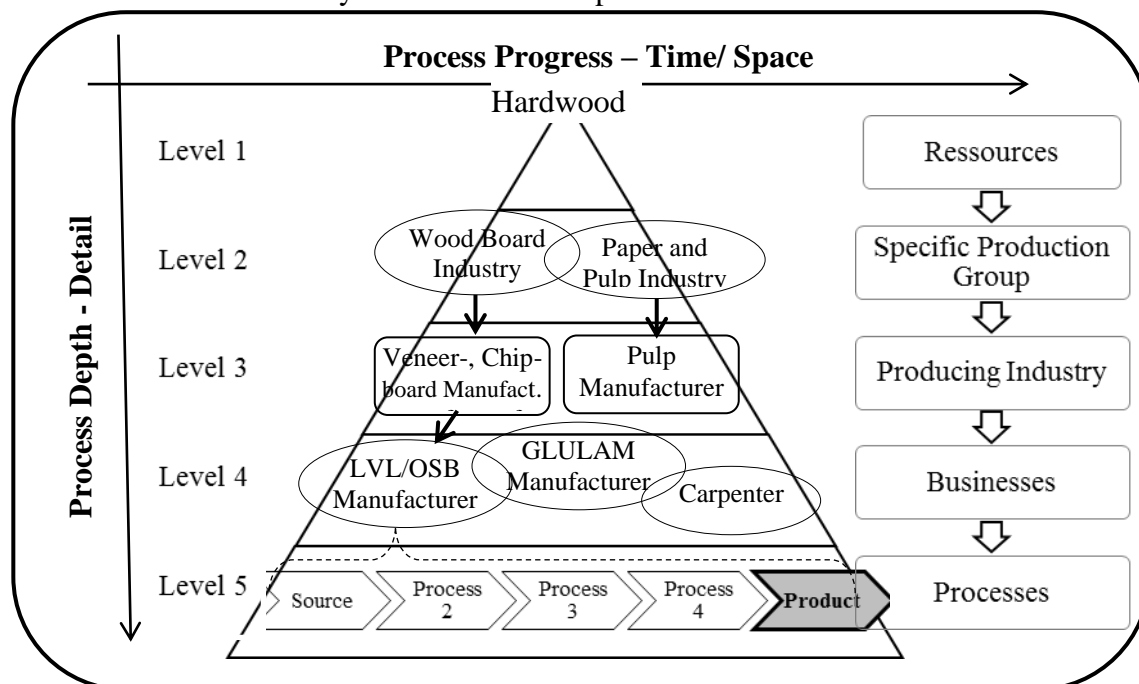 Process Progress – Time/ Space
Hardwood
Level 1
Ressources
Level 2
Wood Board
Industry
Paper and
Pulp Industry
Specific Production
Group
Level 3
Veneer-, Chip-
board Manufact.
Pulp
Manufacturer
Producing Industry
Level 4
LVL/OSB
Manufacturer
GLULAM
Manufacturer
Carpenter
Businesses
Level 5
Source
Process
2
Process
3
Process
4
Product
Processes
Process Depth - Detail